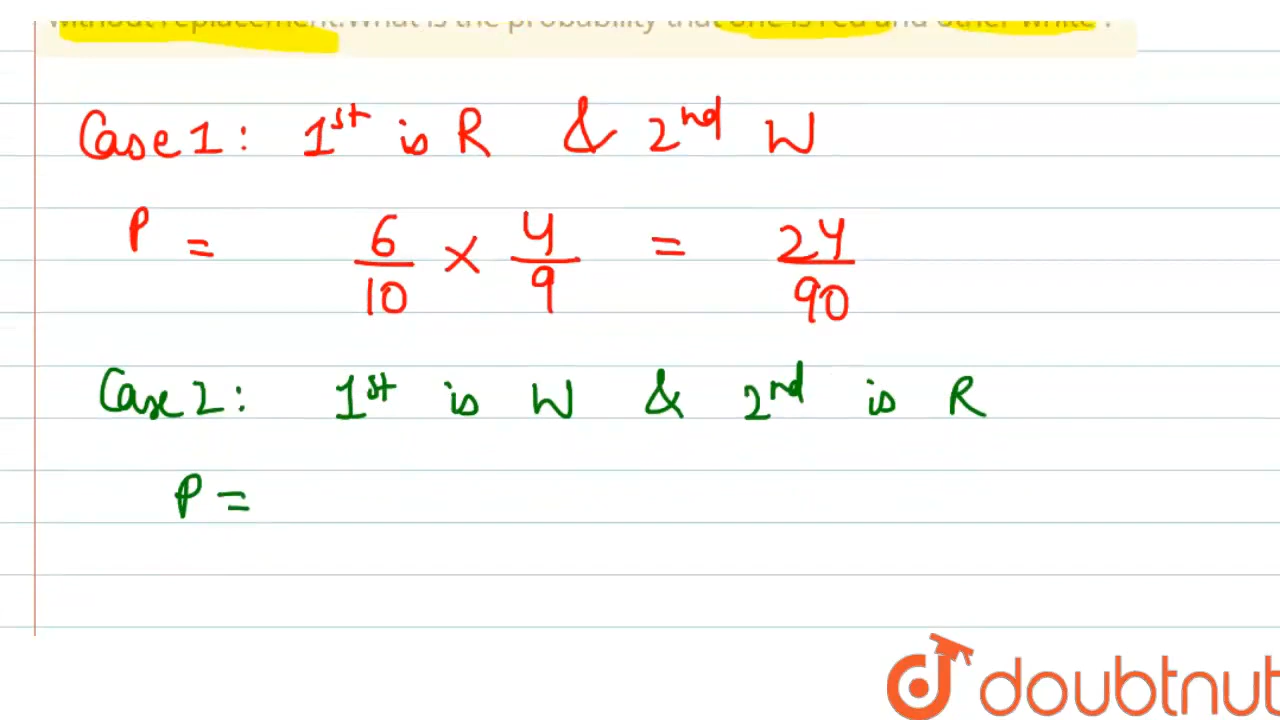 without replacement.What is the probability that one is red and other white ?
Case 1: 1st is R & 2nd W
P = 6/10 × 4/9 = 24/90
Case 2: 1st is W & 2nd is R
P =
doubtnut